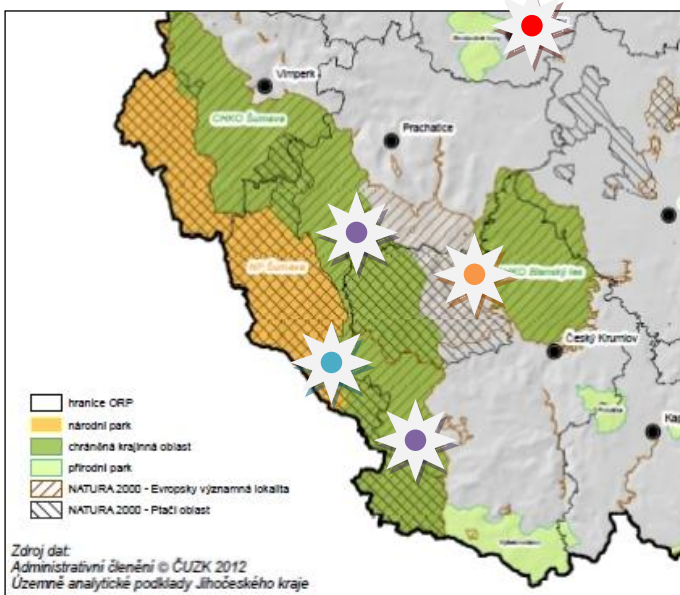 Vimperk
CHKO Šumava
Prachatice
NP Šumava
CHKO Blanský les
Český Krumlov
Kap
hranice ORP
národní park
chráněná krajinná oblast
přírodní park
NATURA 2000 - Evropsky významná lokalita
NATURA 2000 - Ptačí oblast
Zdroj dat:
Administrativní členění © ČÚZK 2012
Územně analytické podklady Jihočeského kraje